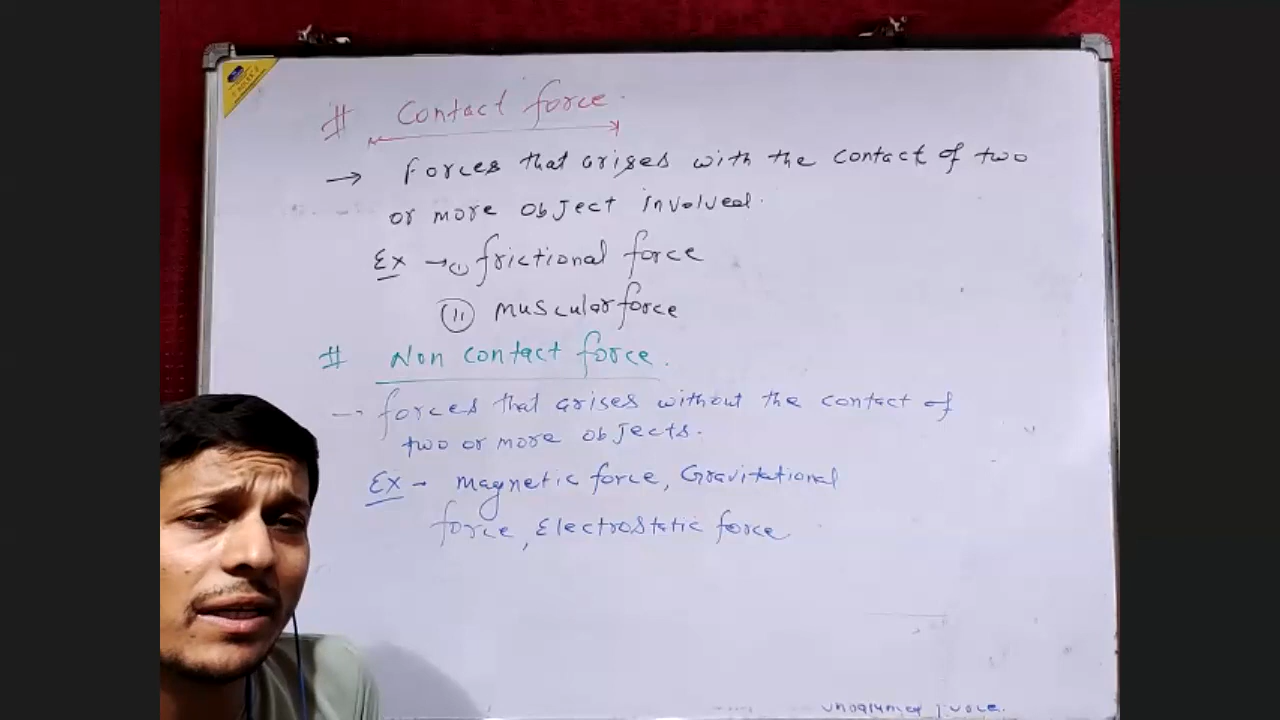 # Contact force.
→ Forces that arises with the contact of two
or more object involved.
Ex → (i) frictional force
(ii) muscular force
# Non contact force.
→ forces that arises without the contact of
two or more objects.
Ex - magnetic force, Gravitational
force, Electrostatic force